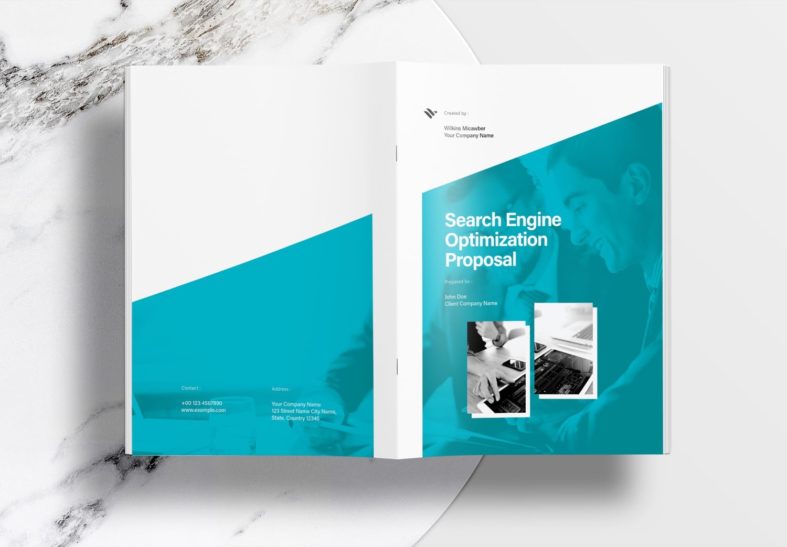 Created by :
Wilkins Micawber
Your Company Name
Search Engine
Optimization
Proposal
Prepared to :
John Doe
Client Company Name
Contact :
+00 123 4567890
www.example.com
Address :
Your Company Name
123 Street Name City Name,
State, Country 12345